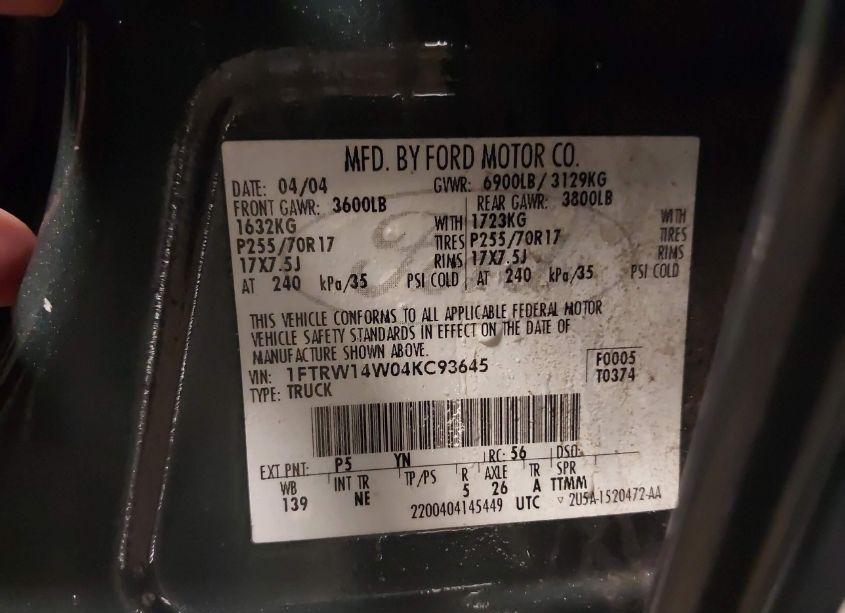 MFD. BY FORD MOTOR CO.
DATE: 04/04 GVWR: 6900LB/ 3129KG
FRONT GAWR: 3600LB REAR GAWR: 3800LB
1632KG WITH 1723KG WITH
P255/70R17 TIRES P255/70R17 TIRES
17X7.5J RIMS 17X7.5J RIMS
AT 240 kPa/35 PSI COLD AT 240 kPa/35 PSI COLD
THIS VEHICLE CONFORMS TO ALL APPLICABLE FEDERAL MOTOR
VEHICLE SAFETY STANDARDS IN EFFECT ON THE DATE OF
MANUFACTURE SHOWN ABOVE.
VIN: 1FTRW14W04KC93645 F0005
TYPE: TRUCK T0374
EXT PNT: P5 YN RC: 56 DSO:
WB INT TR TP/PS R AXLE TR SPR
139 NE 5 26 A TTMM
2200404145449 UTC ▽ 2U5A-1520472-AA